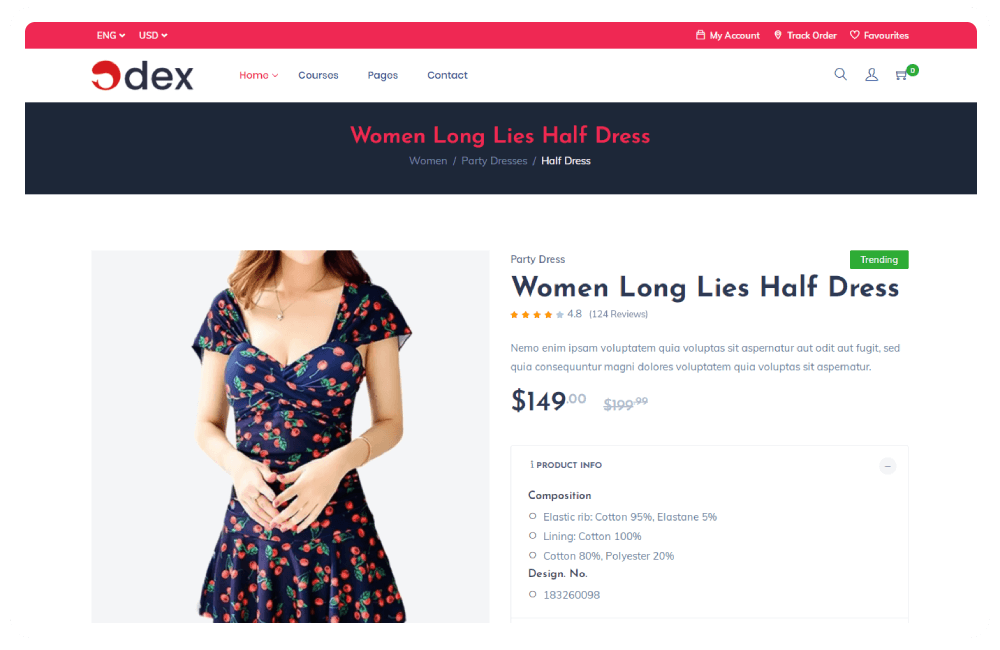 ENG USD My Account Track Order Favourites
dex Home Courses Pages Contact 0
Women Long Lies Half Dress
Women / Party Dresses / Half Dress
Party Dress Trending
Women Long Lies Half Dress
4.8 (124 Reviews)
Nemo enim ipsam voluptatem quia voluptas sit aspernatur aut odit aut fugit, sed
quia consequuntur magni dolores voluptatem quia voluptas sit aspernatur.
$149.00 $199.99
1 PRODUCT INFO
Composition
Elastic rib: Cotton 95%, Elastane 5%
Lining: Cotton 100%
Cotton 80%, Polyester 20%
Design. No.
183260098